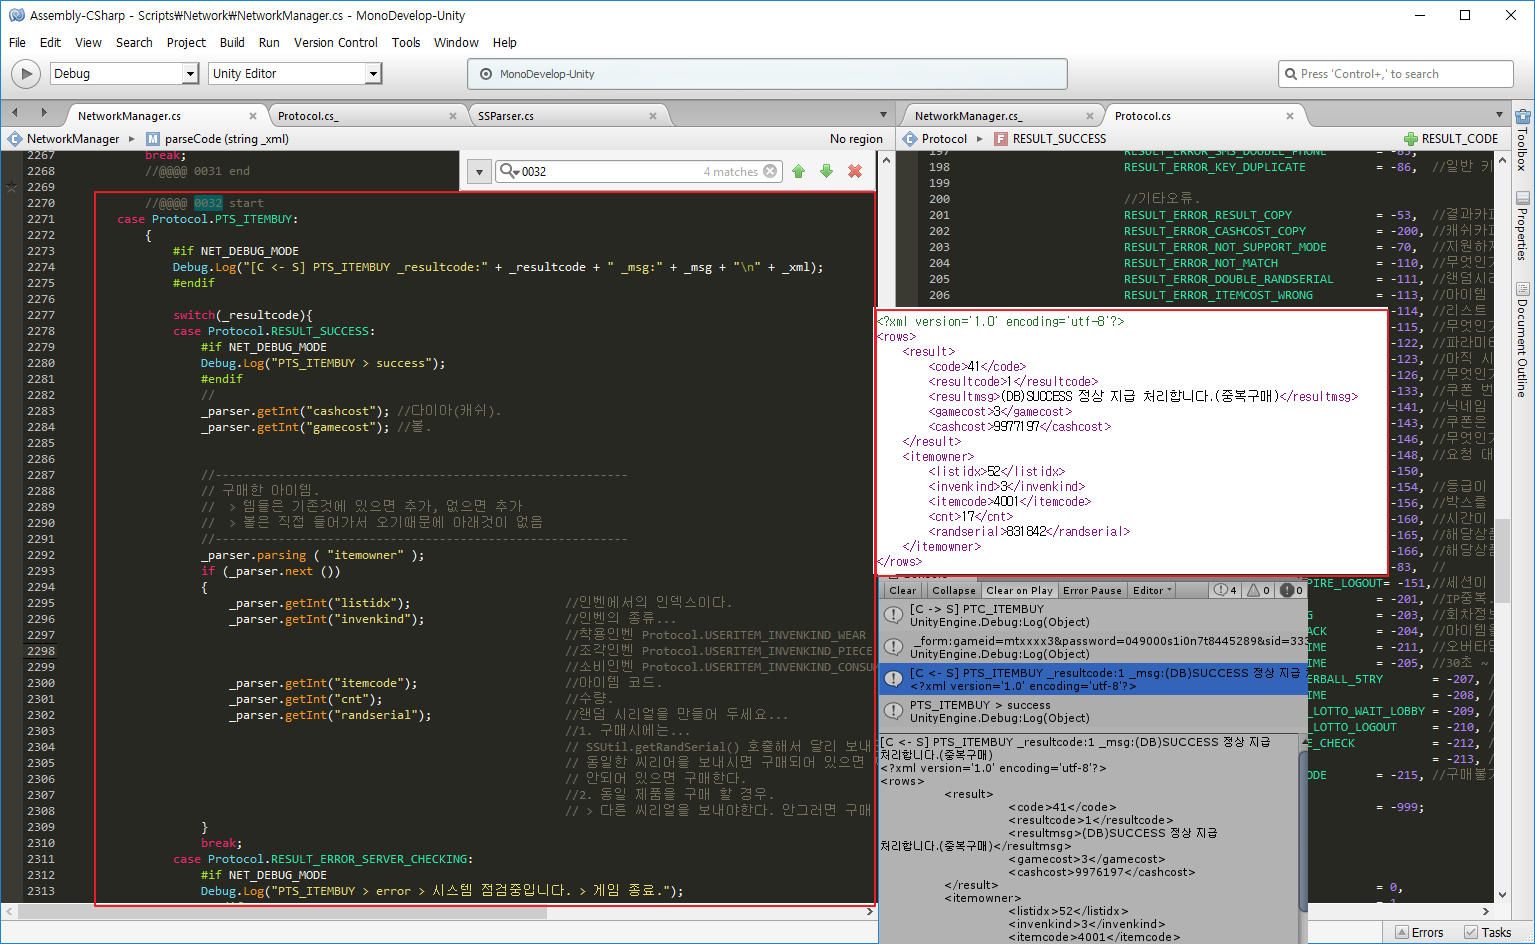 Assembly-CSharp - Scripts₩Network₩NetworkManager.cs - MonoDevelop-Unity
File Edit View Search Project Build Run Version Control Tools Window Help
Debug Unity Editor MonoDevelop-Unity Press 'Control+,' to search
NetworkManager.cs Protocol.cs_ SSParser.cs
NetworkManager parseCode (string _xml) No region
0032 4 matches
2267 break;
2268 //@@@@ 0031 end
2269
2270 //@@@@ 0032 start
2271 case Protocol.PTS_ITEMBUY:
2272 {
2273 #if NET_DEBUG_MODE
2274 Debug.Log("[C <- S] PTS_ITEMBUY _resultcode:" + _resultcode + " _msg:" + _msg + "\n" + _xml);
2275 #endif
2276
2277 switch(_resultcode){
2278 case Protocol.RESULT_SUCCESS:
2279 #if NET_DEBUG_MODE
2280 Debug.Log("PTS_ITEMBUY > success");
2281 #endif
2282 //
2283 _parser.getInt("cashcost"); //다이아(캐쉬).
2284 _parser.getInt("gamecost"); //볼.
2285
2286
2287 //-----------------------------------------------------------
2288 // 구매한 아이템.
2289 // > 템들은 기존것에 있으면 추가, 없으면 추가
2290 // > 볼은 직접 들어가서 오기때문에 아래것이 없음
2291 //-----------------------------------------------------------
2292 _parser.parsing ( "itemowner" );
2293 if (_parser.next ())
2294 {
2295 _parser.getInt("listidx"); //인벤에서의 인덱스이다.
2296 _parser.getInt("invenkind"); //인벤의 종류...
2297 //착용인벤 Protocol.USERITEM_INVENKIND_WEAR
2298 //조각인벤 Protocol.USERITEM_INVENKIND_PIECE
2299 //소비인벤 Protocol.USERITEM_INVENKIND_CONSUM
2300 _parser.getInt("itemcode"); //아이템 코드.
2301 _parser.getInt("cnt"); //수량.
2302 _parser.getInt("randserial"); //랜덤 시리얼을 만들어 두세요...
2303 //1. 구매시에는...
2304 // SSUtil.getRandSerial() 호출해서 달리 보내
2305 // 동일한 씨리어을 보내시면 구매되어 있으면
2306 // 안되어 있으면 구매한다.
2307 //2. 동일 제품을 구매 할 경우.
2308 // > 다른 씨리얼을 보내야한다. 안그러면 구매
2309 }
2310 break;
2311 case Protocol.RESULT_ERROR_SERVER_CHECKING:
2312 #if NET_DEBUG_MODE
2313 Debug.Log("PTS_ITEMBUY > error > 시스템 점검중입니다. > 게임 종료.");
NetworkManager.cs_ Protocol.cs
Protocol RESULT_SUCCESS RESULT_CODE
197 RESULT_ERROR_SMS_DOUBLE_PHONE = -85,
198 RESULT_ERROR_KEY_DUPLICATE = -86, //일반 키
199
200 //기타오류.
201 RESULT_ERROR_RESULT_COPY = -53, //결과카피
202 RESULT_ERROR_CASHCOST_COPY = -200, //캐쉬카피
203 RESULT_ERROR_NOT_SUPPORT_MODE = -70, //지원하지
204 RESULT_ERROR_NOT_MATCH = -110, //무엇인가
205 RESULT_ERROR_DOUBLE_RANDSERIAL = -111, //랜덤시리
206 RESULT_ERROR_ITEMCOST_WRONG = -113, //아이템
-114, //리스트
-115, //무엇인가
-122, //파라미터
-123, //아직 시
-126, //무엇인가
-133, //쿠폰 번
-141, //닉네임
-143, //쿠폰은
-146, //무엇인가
-148, //요청 대
-150,
-154, //등급이
-156, //박스를
-160, //시간이
-165, //해당상품
-166, //해당상품
-83, //
PIRE_LOGOUT= -151, //세션이
= -201, //IP중복.
G = -203, //회차정보
ACK = -204, //아이템을
IME = -211, //오버타임
IME = -205, //30초 ~
ERBALL_5TRY = -207, /
IME = -208, /
_LOTTO_WAIT_LOBBY = -209, /
_LOTTO_LOGOUT = -210, /
E_CHECK = -212, /
= -213, /
ODE = -215, //구매불가
= -999;
= 0,
<?xml version='1.0' encoding='utf-8'?>
<rows>
<result>
<code>41</code>
<resultcode>1</resultcode>
<resultmsg>(DB)SUCCESS 정상 지급 처리합니다.(중복구매)</resultmsg>
<gamecost>3</gamecost>
<cashcost>9977197</cashcost>
</result>
<itemowner>
<listidx>52</listidx>
<invenkind>3</invenkind>
<itemcode>4001</itemcode>
<cnt>17</cnt>
<randserial>831842</randserial>
</itemowner>
</rows>
Clear Collapse Clear on Play Error Pause Editor 4 0 0
[C -> S] PTC_ITEMBUY
UnityEngine.Debug:Log(Object)
_form:gameid=mtxxxx3&password=049000s1i0n7t8445289&sid=333
UnityEngine.Debug:Log(Object)
[C <- S] PTS_ITEMBUY _resultcode:1 _msg:(DB)SUCCESS 정상 지급
<?xml version='1.0' encoding='utf-8'?>
PTS_ITEMBUY > success
UnityEngine.Debug:Log(Object)
[C <- S] PTS_ITEMBUY _resultcode:1 _msg:(DB)SUCCESS 정상 지급
처리합니다.(중복구매)
<?xml version='1.0' encoding='utf-8'?>
<rows>
<result>
<code>41</code>
<resultcode>1</resultcode>
<resultmsg>(DB)SUCCESS 정상 지급
처리합니다.(중복구매)</resultmsg>
<gamecost>3</gamecost>
<cashcost>9976197</cashcost>
</result>
<itemowner>
<listidx>52</listidx>
<invenkind>3</invenkind>
<itemcode>4001</itemcode>
Toolbox
Properties
Document Outline
Errors Tasks